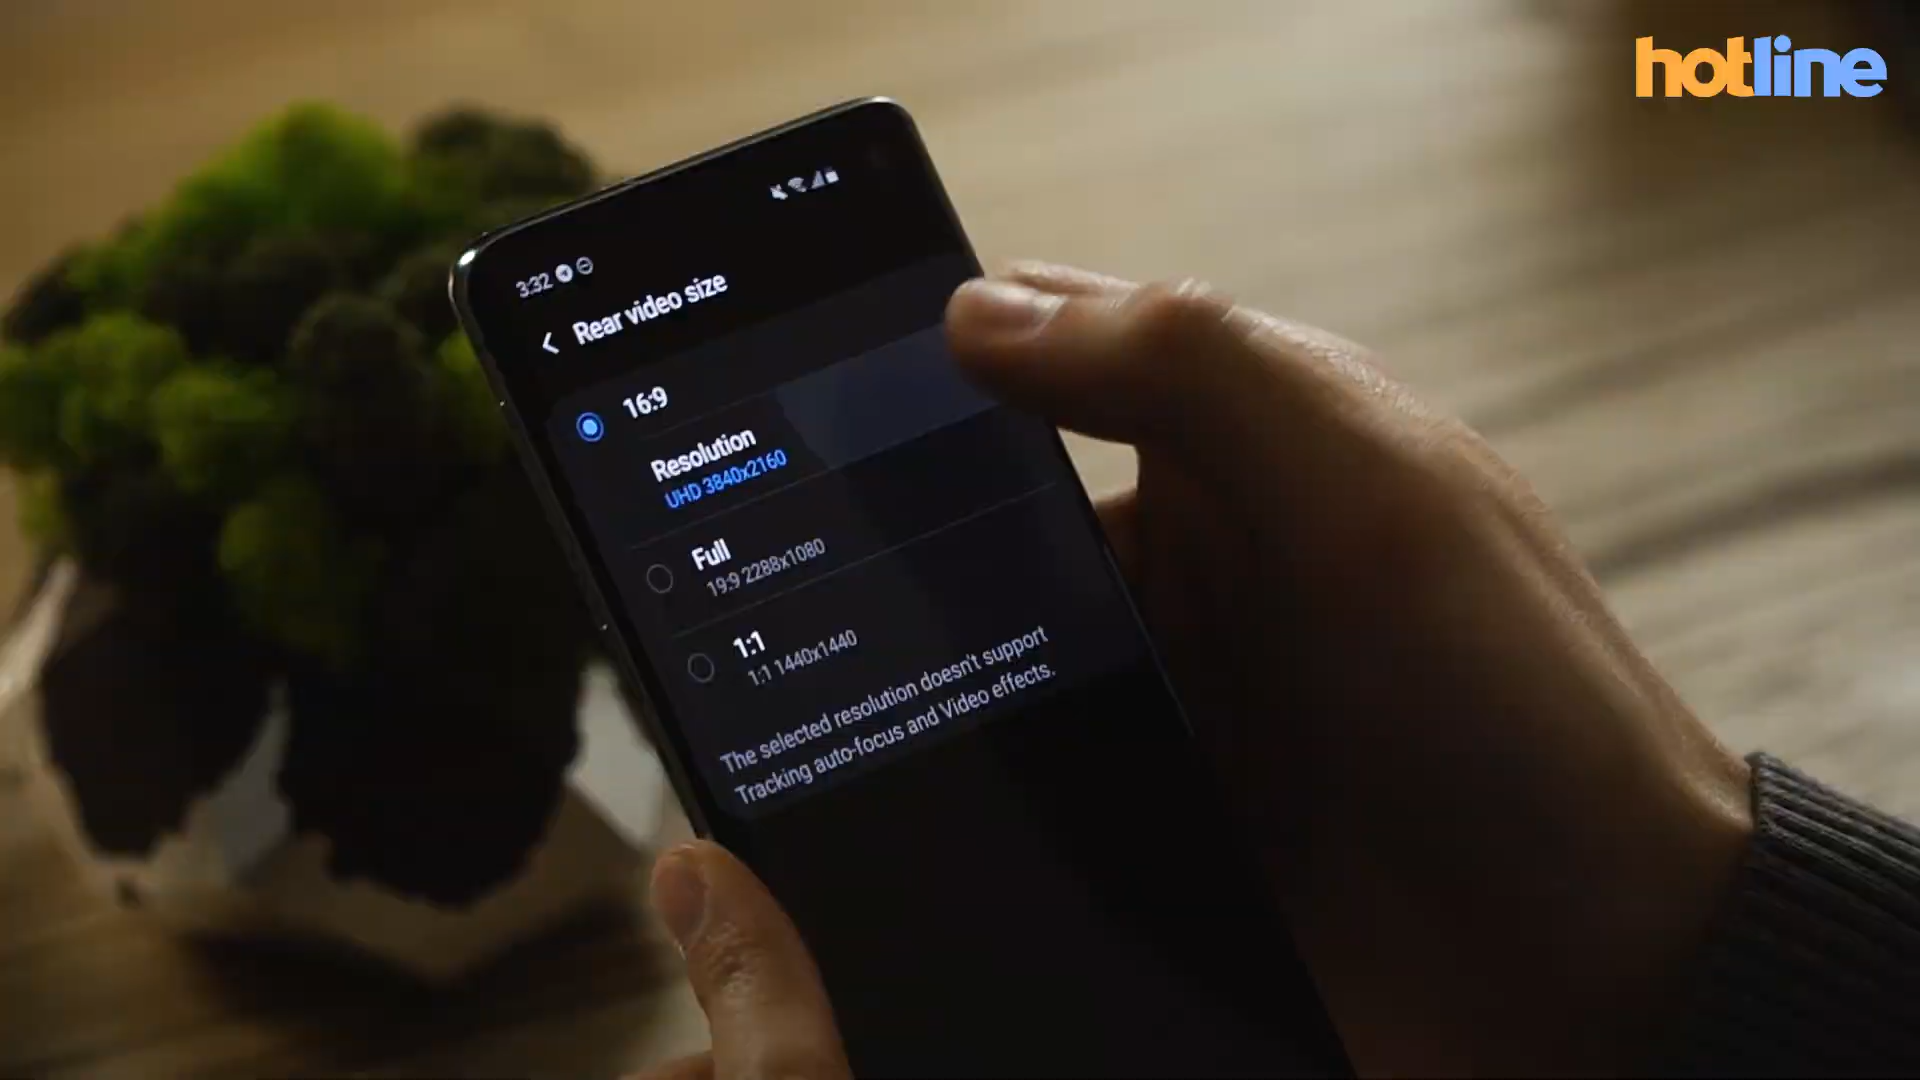 hotline
3:32
Rear video size
16:9
Resolution
UHD 3840x2160
Full
19:9 2288x1080
1:1
1:1 1440x1440
The selected resolution doesn't support
Tracking auto-focus and Video effects.